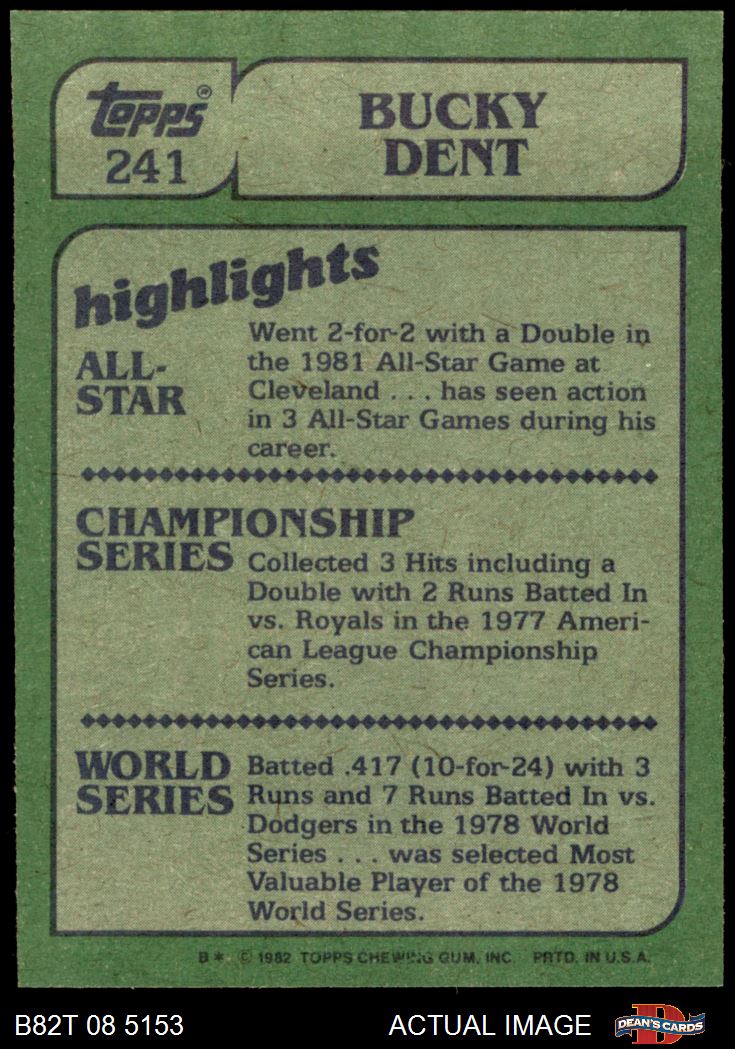 topps®
241
BUCKY
DENT
highlights
ALL-
STAR
Went 2-for-2 with a Double in
the 1981 All-Star Game at
Cleveland . . . has seen action
in 3 All-Star Games during his
career.
CHAMPIONSHIP
SERIES
Collected 3 Hits including a
Double with 2 Runs Batted In
vs. Royals in the 1977 Ameri-
can League Championship
Series.
WORLD
SERIES
Batted .417 (10-for-24) with 3
Runs and 7 Runs Batted In vs.
Dodgers in the 1978 World
Series . . . was selected Most
Valuable Player of the 1978
World Series.
B* © 1982 TOPPS CHEWING GUM, INC. PRTD. IN U.S.A.
B82T 08 5153
ACTUAL IMAGE
D
DEAN'S CARDS